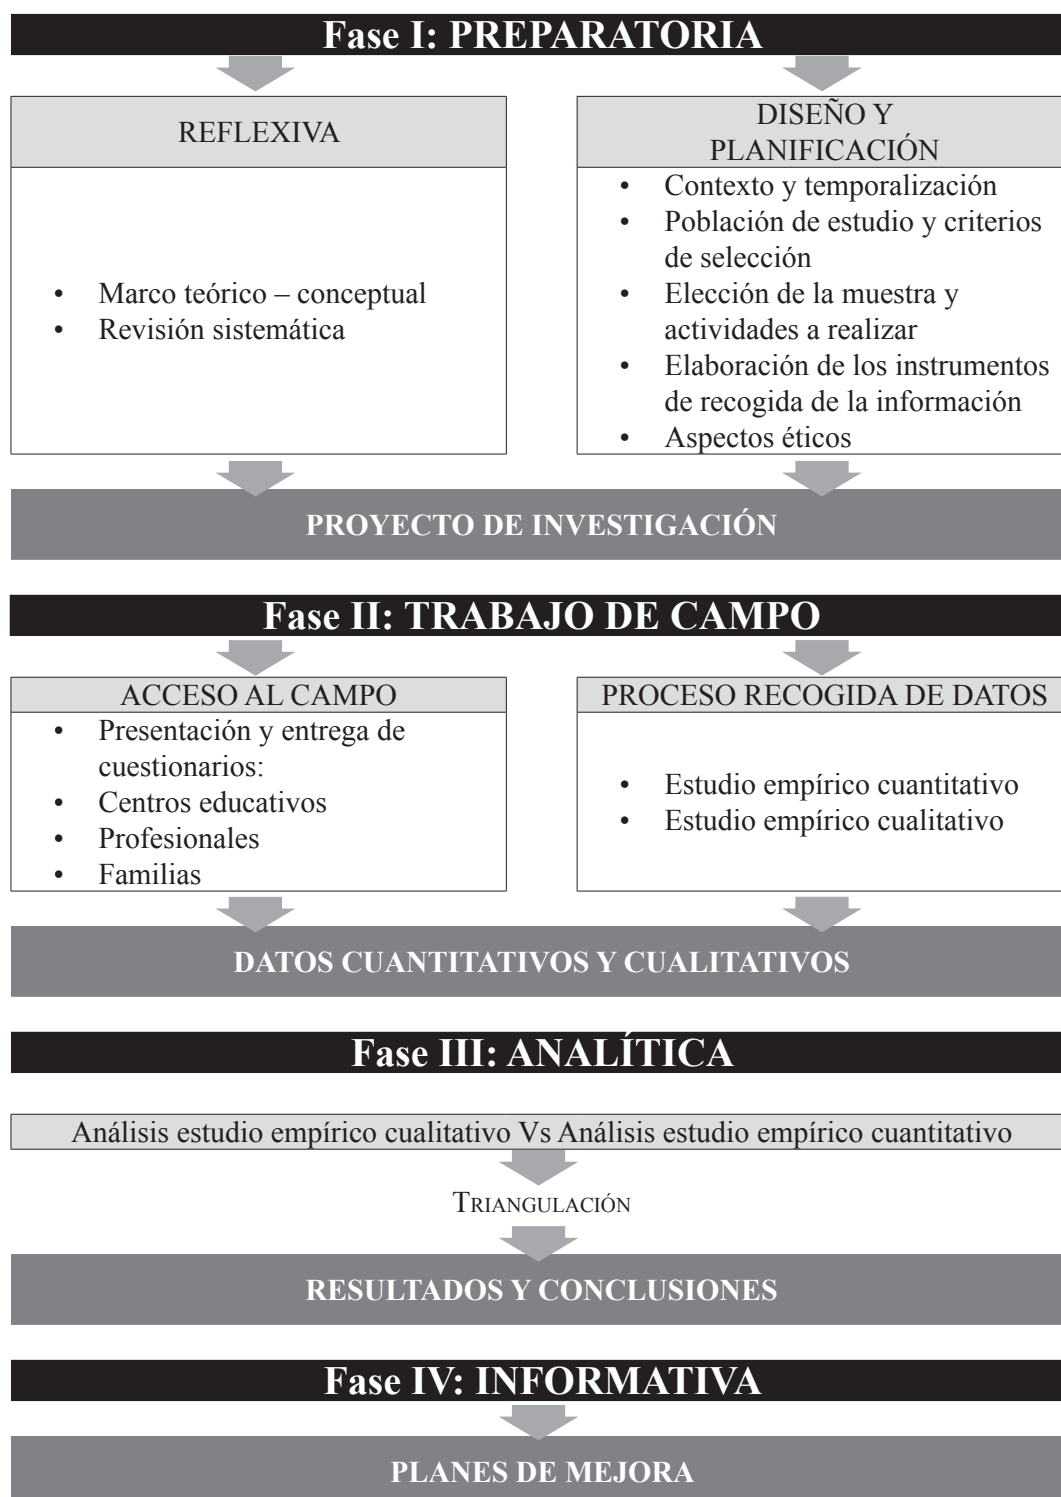 Fase I: PREPARATORIA
REFLEXIVA
• Marco teórico – conceptual
• Revisión sistemática
DISEÑO Y
PLANIFICACIÓN
• Contexto y temporalización
• Población de estudio y criterios
de selección
• Elección de la muestra y
actividades a realizar
• Elaboración de los instrumentos
de recogida de la información
• Aspectos éticos
PROYECTO DE INVESTIGACIÓN
Fase II: TRABAJO DE CAMPO
ACCESO AL CAMPO
• Presentación y entrega de
cuestionarios:
• Centros educativos
• Profesionales
• Familias
PROCESO RECOGIDA DE DATOS
• Estudio empírico cuantitativo
• Estudio empírico cualitativo
DATOS CUANTITATIVOS Y CUALITATIVOS
Fase III: ANALÍTICA
Análisis estudio empírico cualitativo Vs Análisis estudio empírico cuantitativo
TRIANGULACIÓN
RESULTADOS Y CONCLUSIONES
Fase IV: INFORMATIVA
PLANES DE MEJORA